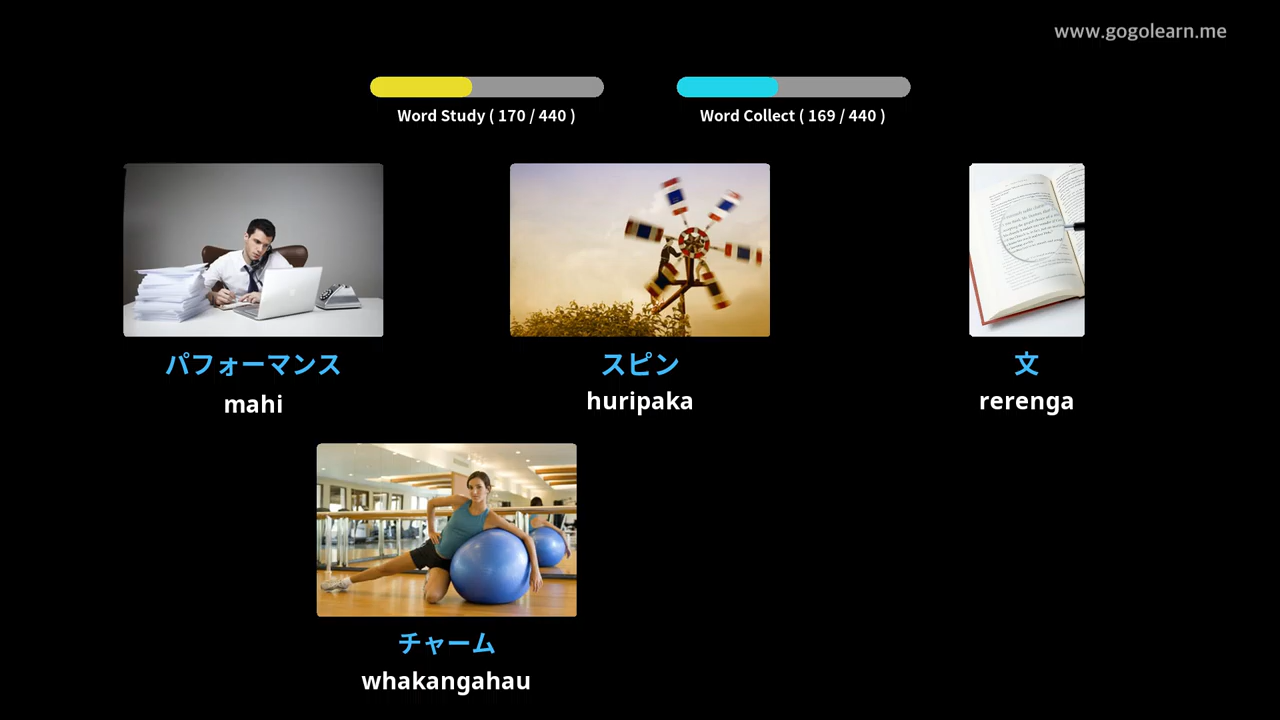 www.gogolearn.me
Word Study ( 170 / 440 )
Word Collect ( 169 / 440 )
パフォーマンス
mahi
スピン
huripaka
文
rerenga
チャーム
whakangahau